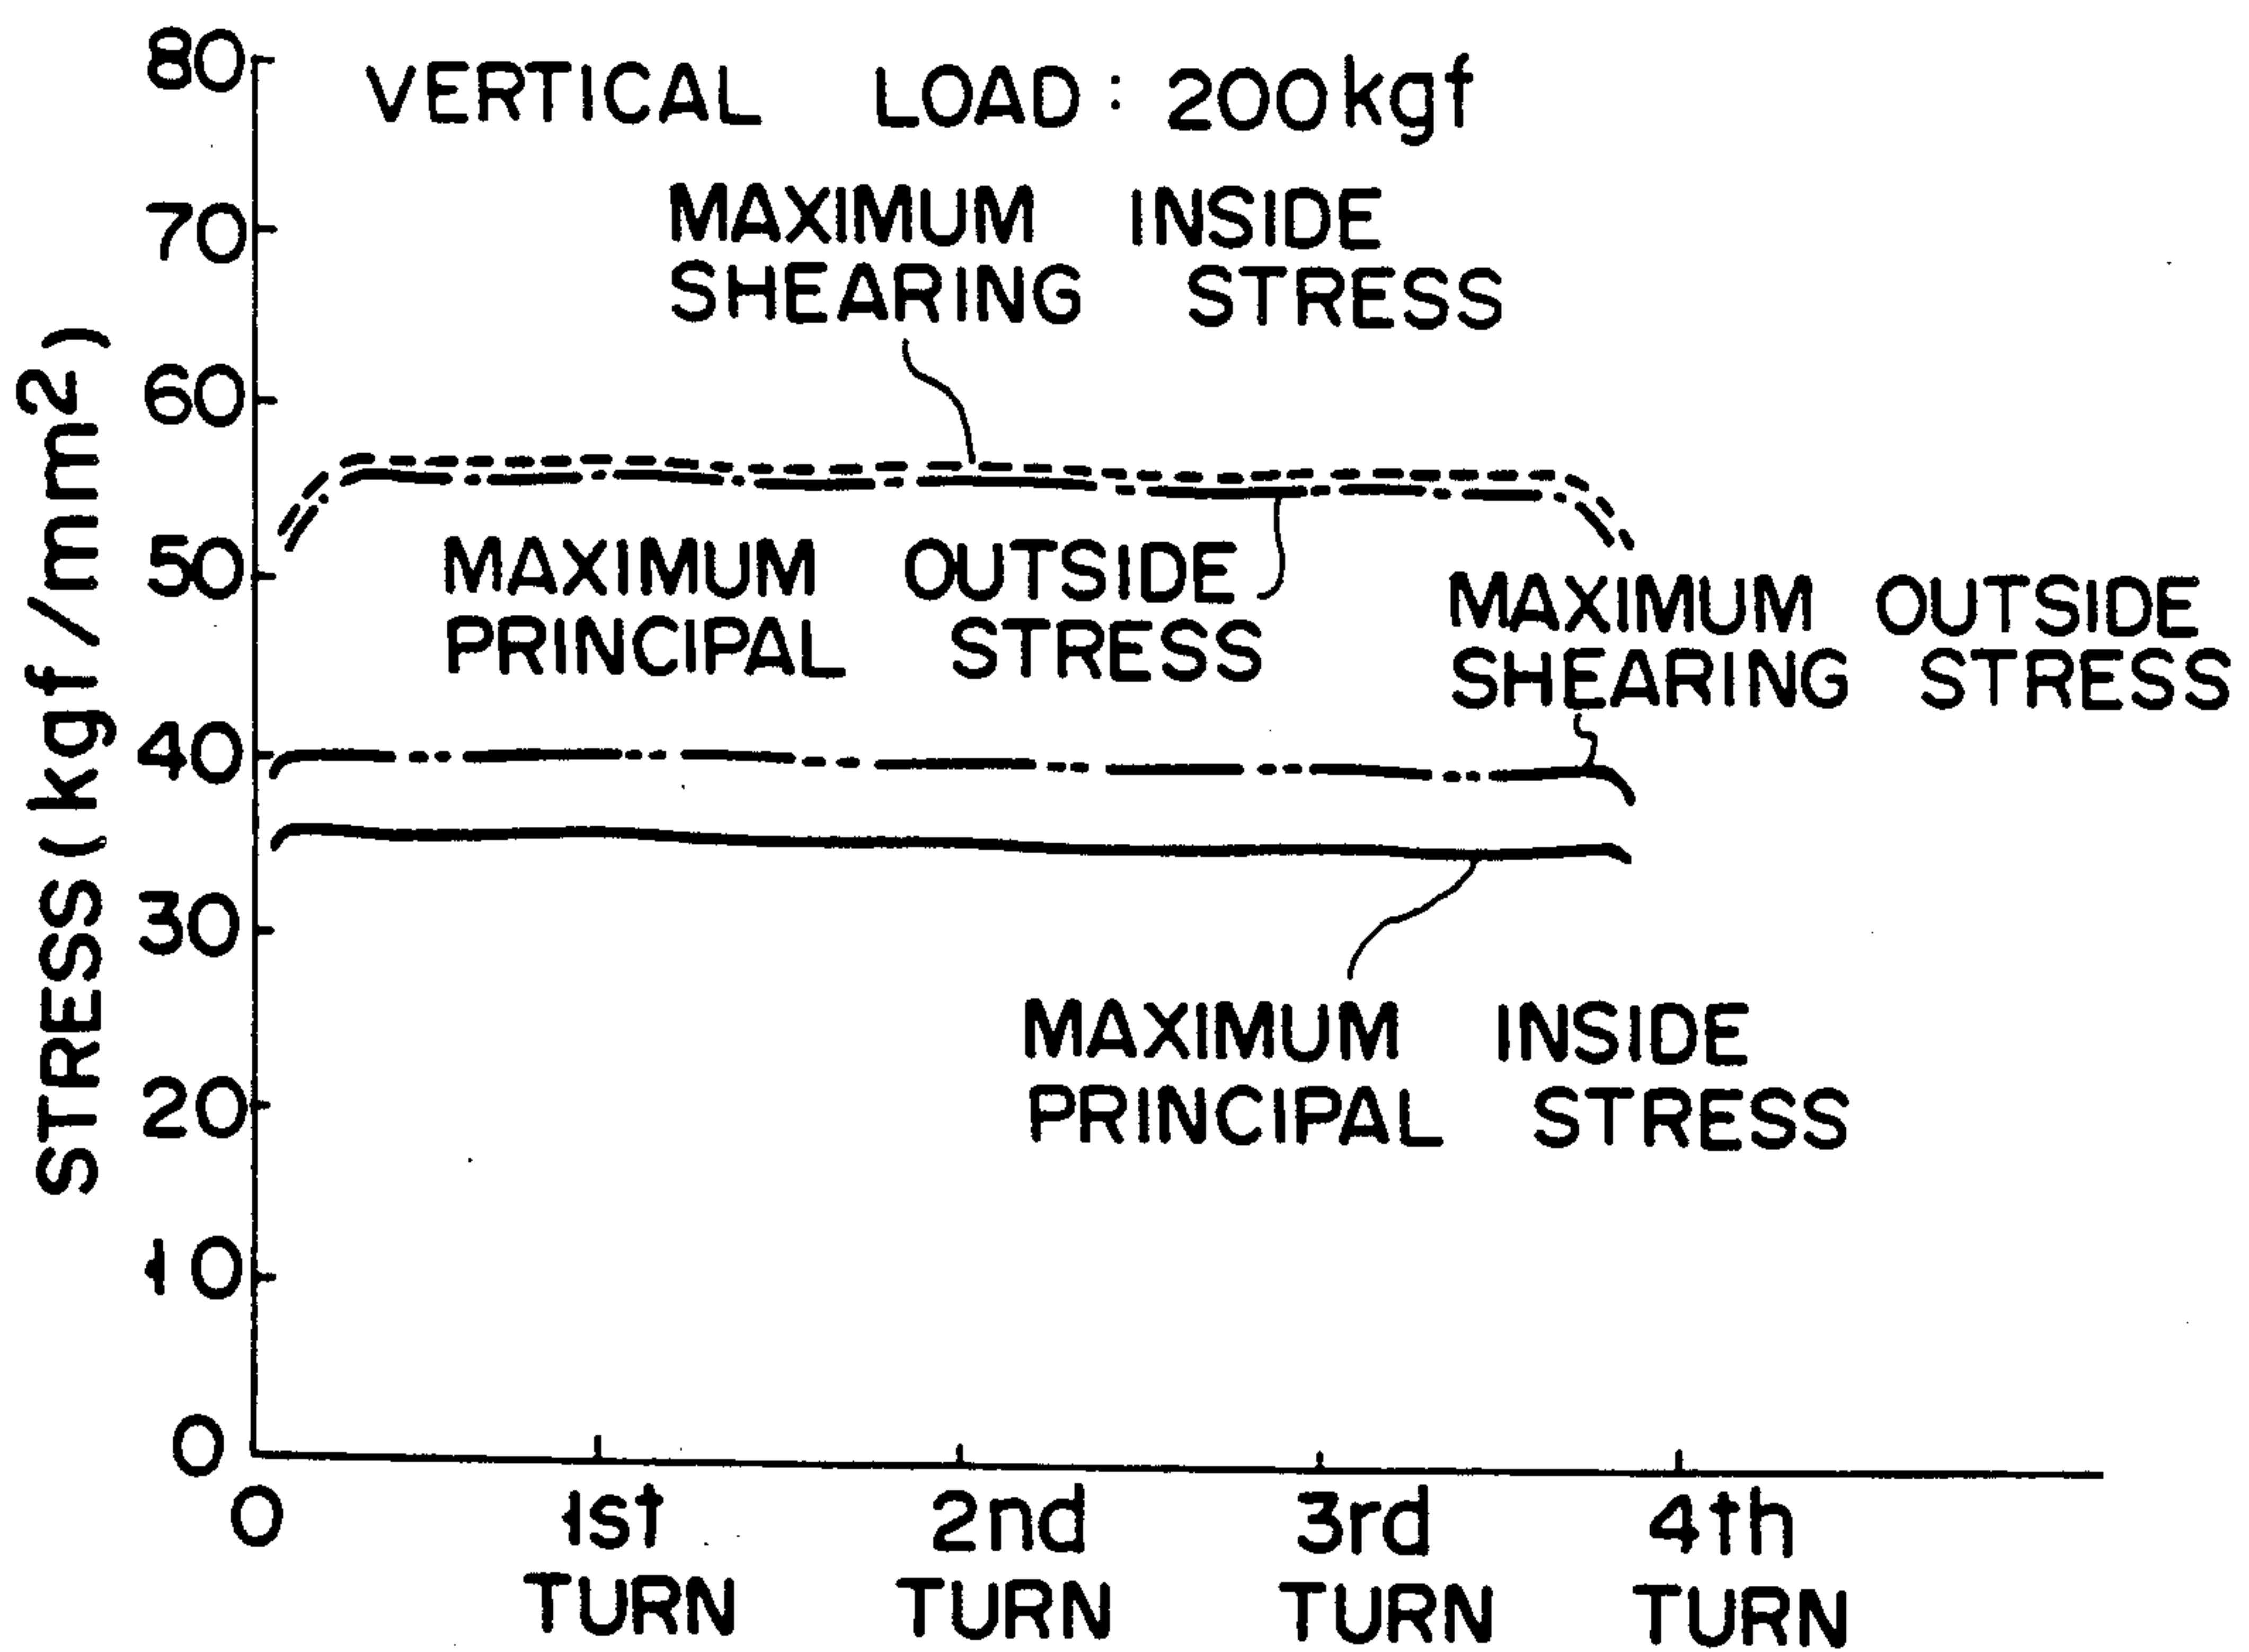 VERTICAL LOAD: 200kgf
MAXIMUM INSIDE
SHEARING STRESS
MAXIMUM OUTSIDE
PRINCIPAL STRESS
MAXIMUM OUTSIDE
SHEARING STRESS
MAXIMUM INSIDE
PRINCIPAL STRESS
STRESS (kgf/mm2)
80
70
60
50
40
30
20
10
0
0
1st
TURN
2nd
TURN
3rd
TURN
4th
TURN